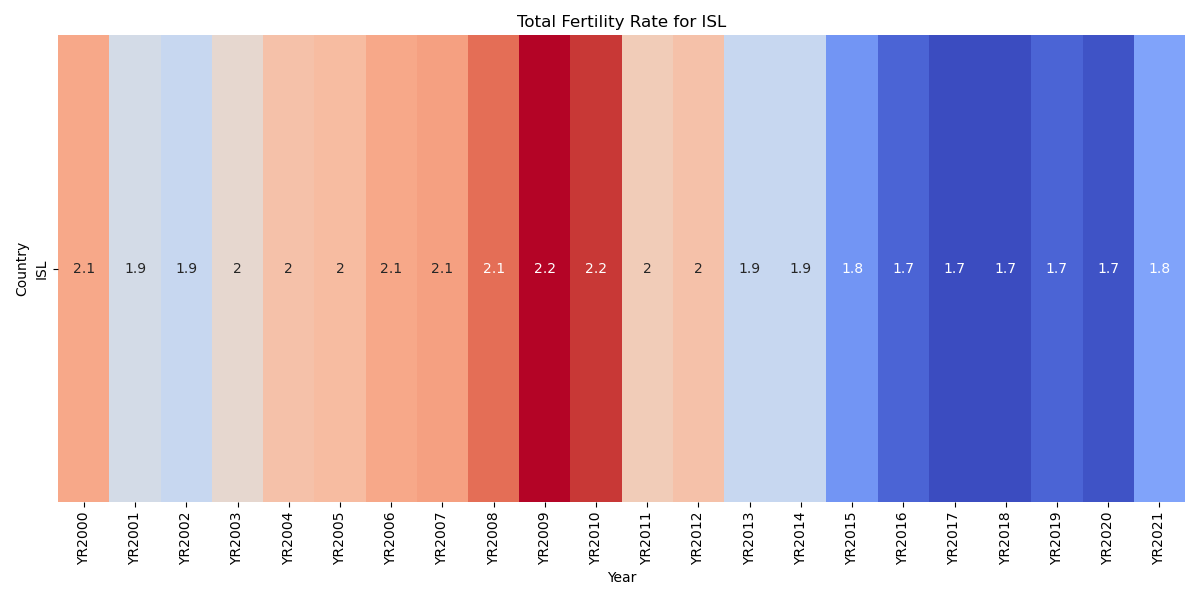 Total Fertility Rate for ISL
Country
ISL
2.1 1.9 1.9 2 2 2 2.1 2.1 2.1 2.2 2.2 2 2 1.9 1.9 1.8 1.7 1.7 1.7 1.7 1.7 1.8
YR2000 YR2001 YR2002 YR2003 YR2004 YR2005 YR2006 YR2007 YR2008 YR2009 YR2010 YR2011 YR2012 YR2013 YR2014 YR2015 YR2016 YR2017 YR2018 YR2019 YR2020 YR2021
Year